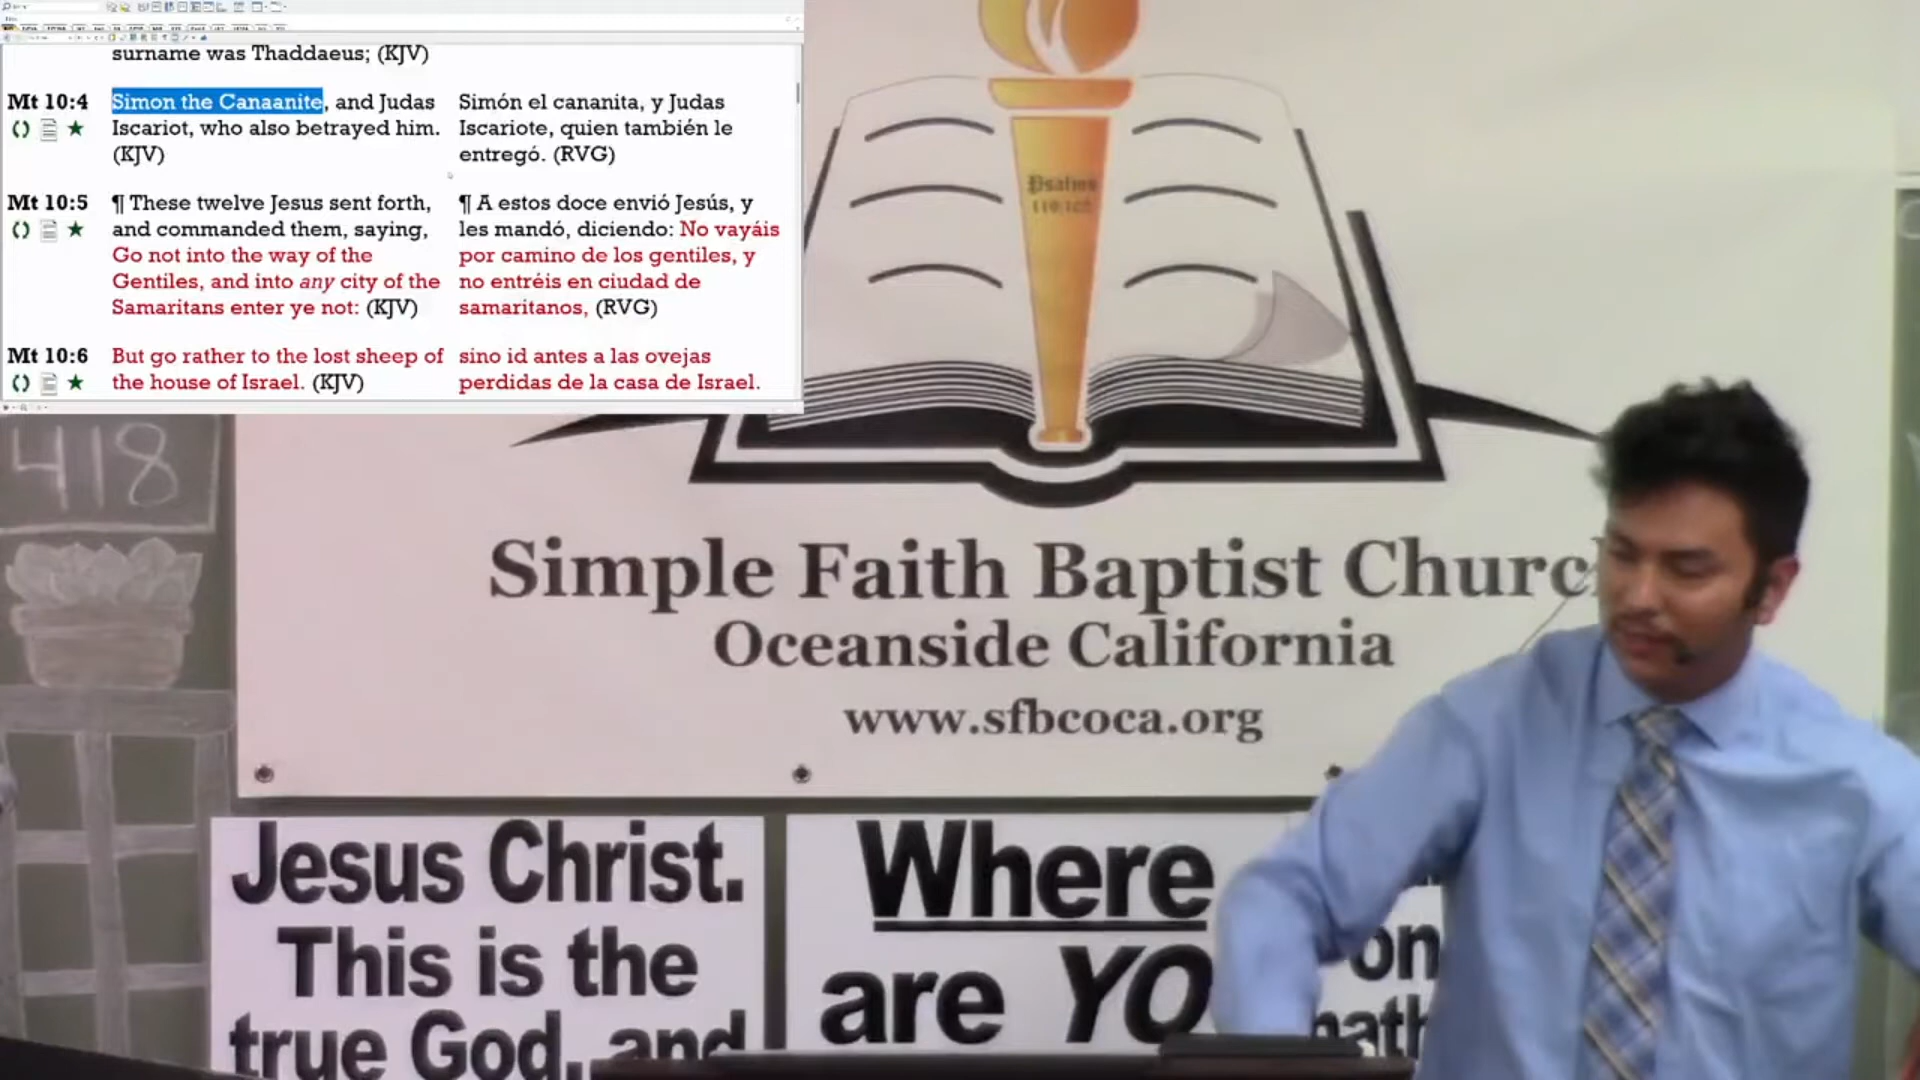 surname was Thaddaeus; (KJV)
Mt 10:4
Simon the Canaanite, and Judas
Iscariot, who also betrayed him.
(KJV)
Simón el cananita, y Judas
Iscariote, quien también le
entregó. (RVG)
Mt 10:5
¶ These twelve Jesus sent forth,
and commanded them, saying,
Go not into the way of the
Gentiles, and into any city of the
Samaritans enter ye not: (KJV)
¶ A estos doce envió Jesús, y
les mandó, diciendo: No vayáis
por camino de los gentiles, y
no entréis en ciudad de
samaritanos, (RVG)
Mt 10:6
But go rather to the lost sheep of
the house of Israel. (KJV)
sino id antes a las ovejas
perdidas de la casa de Israel.
418
Psalms
Simple Faith Baptist Churc
Oceanside California
www.sfbcoca.org
Jesus Christ.
This is the
true God, and
Where
are YO
on